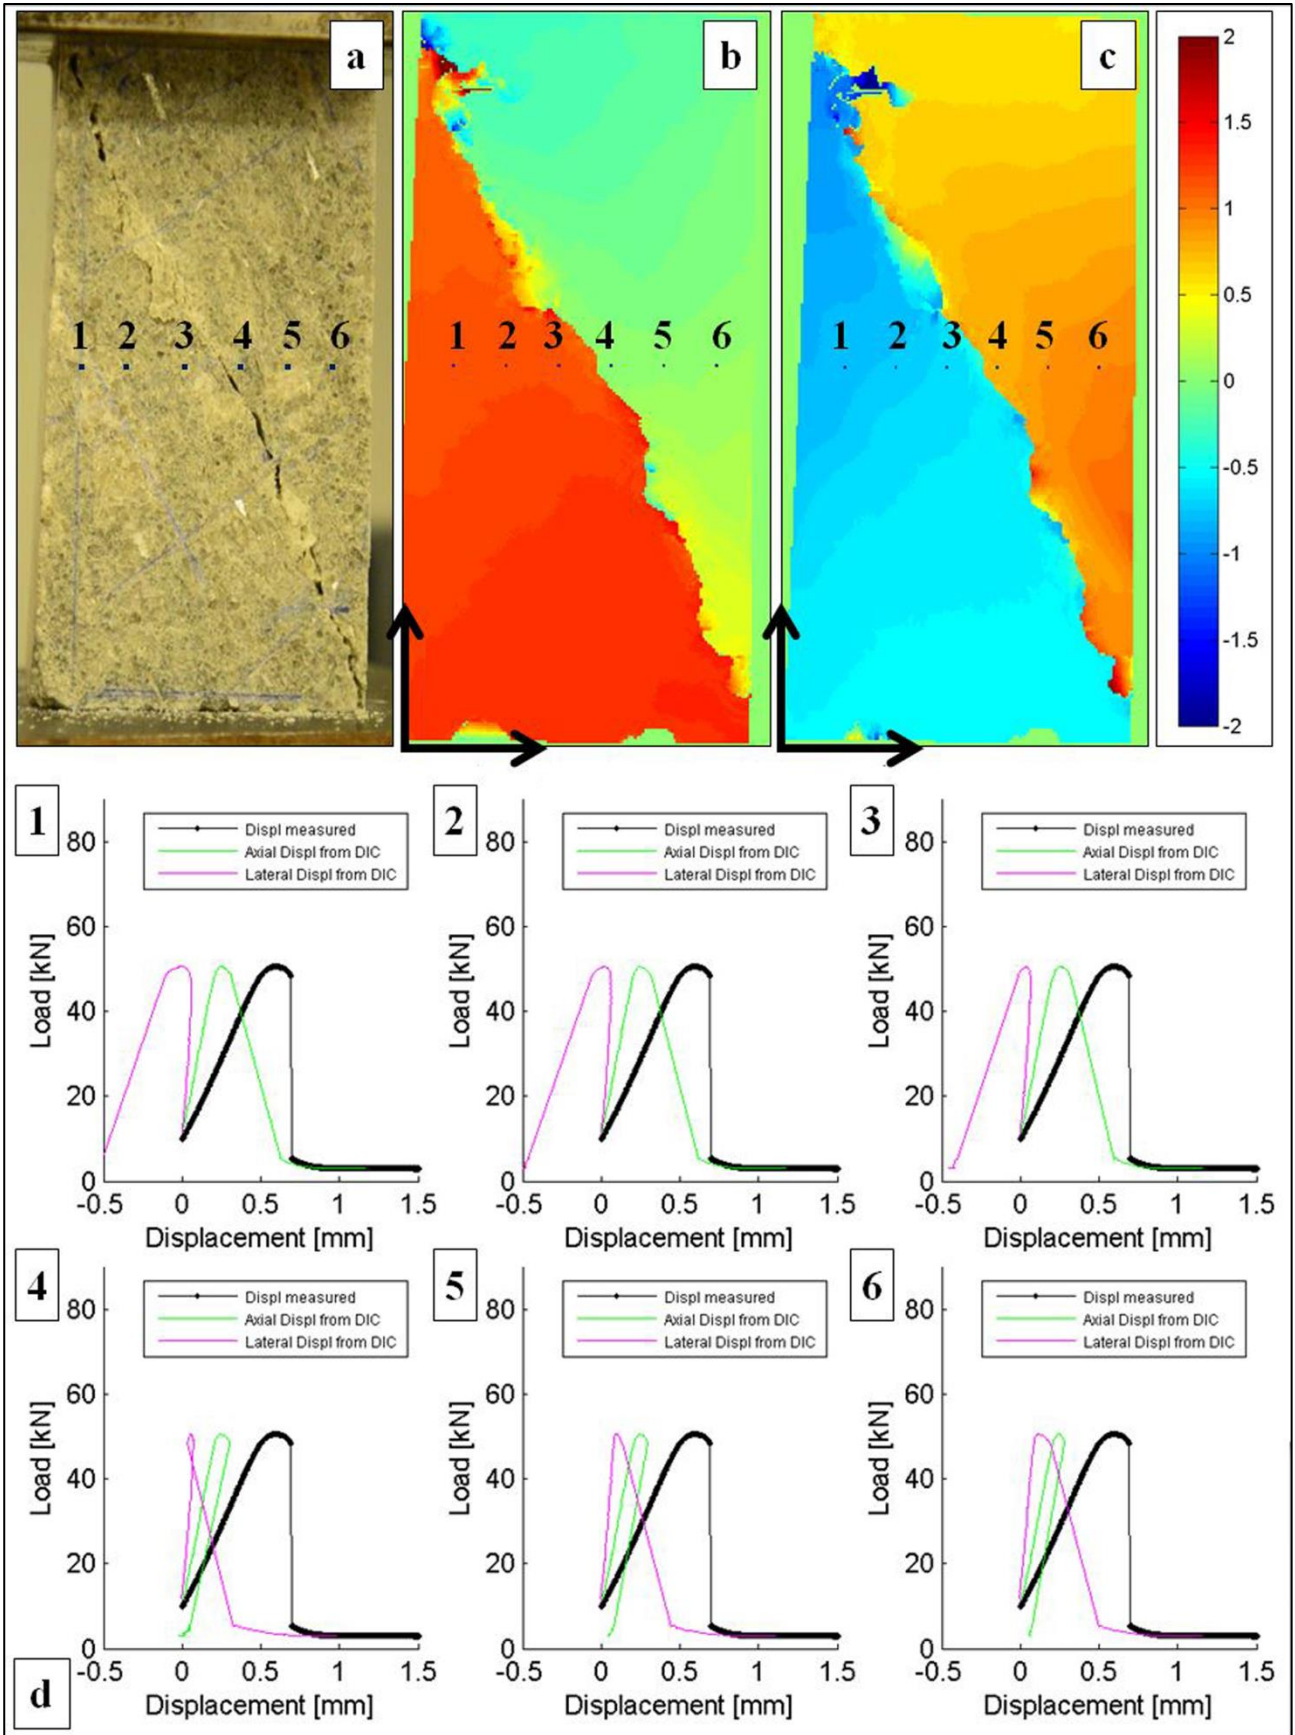 a
b
c
2
1.5
1
0.5
0
-0.5
-1
-1.5
-2
1 2 3 4 5 6
1 2 3 4 5 6
1 2 3 4 5 6
1
Displ measured
Axial Displ from DIC
Lateral Displ from DIC
80
60
40
20
0
Load [kN]
-0.5 0 0.5 1 1.5
Displacement [mm]
2
Displ measured
Axial Displ from DIC
Lateral Displ from DIC
80
60
40
20
0
Load [kN]
-0.5 0 0.5 1 1.5
Displacement [mm]
3
Displ measured
Axial Displ from DIC
Lateral Displ from DIC
80
60
40
20
0
Load [kN]
-0.5 0 0.5 1 1.5
Displacement [mm]
4
Displ measured
Axial Displ from DIC
Lateral Displ from DIC
80
60
40
20
0
Load [kN]
-0.5 0 0.5 1 1.5
Displacement [mm]
5
Displ measured
Axial Displ from DIC
Lateral Displ from DIC
80
60
40
20
0
Load [kN]
-0.5 0 0.5 1 1.5
Displacement [mm]
6
Displ measured
Axial Displ from DIC
Lateral Displ from DIC
80
60
40
20
0
Load [kN]
-0.5 0 0.5 1 1.5
Displacement [mm]
d